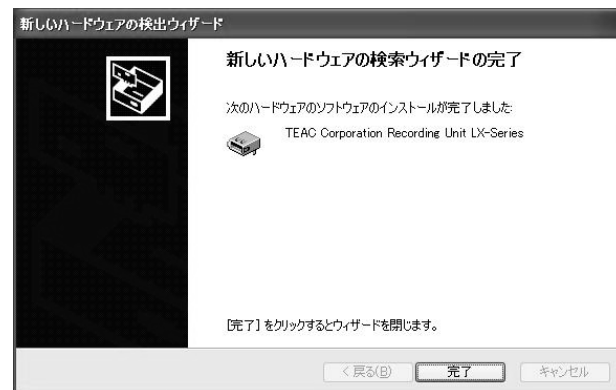 新しいハードウェアの検出ウィザード
新しいハードウェアの検索ウィザードの完了
次のハードウェアのソフトウェアのインストールが完了しました:
TEAC Corporation Recording Unit LX-Series
[完了] をクリックするとウィザードを閉じます。
< 戻る(B)
完了
キャンセル